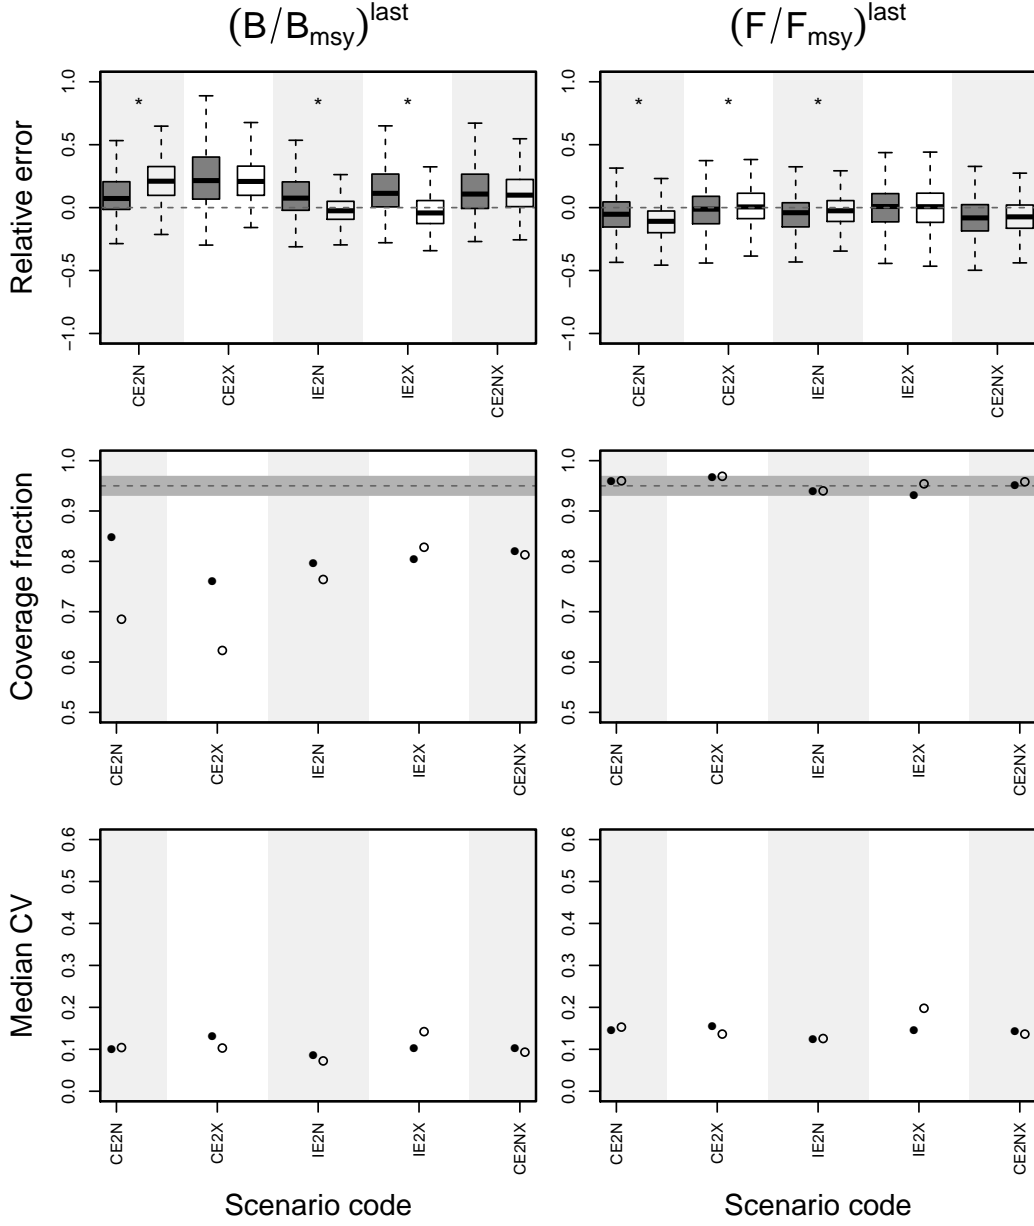 (B/B_msy)^last
(F/F_msy)^last
Relative error
1.0
0.5
0.0
−0.5
−1.0
* * *
CE2N CE2X IE2N IE2X CE2NX
1.0
0.5
0.0
−0.5
−1.0
* * *
CE2N CE2X IE2N IE2X CE2NX
Coverage fraction
1.0
0.9
0.8
0.7
0.6
0.5
CE2N CE2X IE2N IE2X CE2NX
1.0
0.9
0.8
0.7
0.6
0.5
CE2N CE2X IE2N IE2X CE2NX
Median CV
0.6
0.5
0.4
0.3
0.2
0.1
0.0
CE2N CE2X IE2N IE2X CE2NX
0.6
0.5
0.4
0.3
0.2
0.1
0.0
CE2N CE2X IE2N IE2X CE2NX
Scenario code
Scenario code